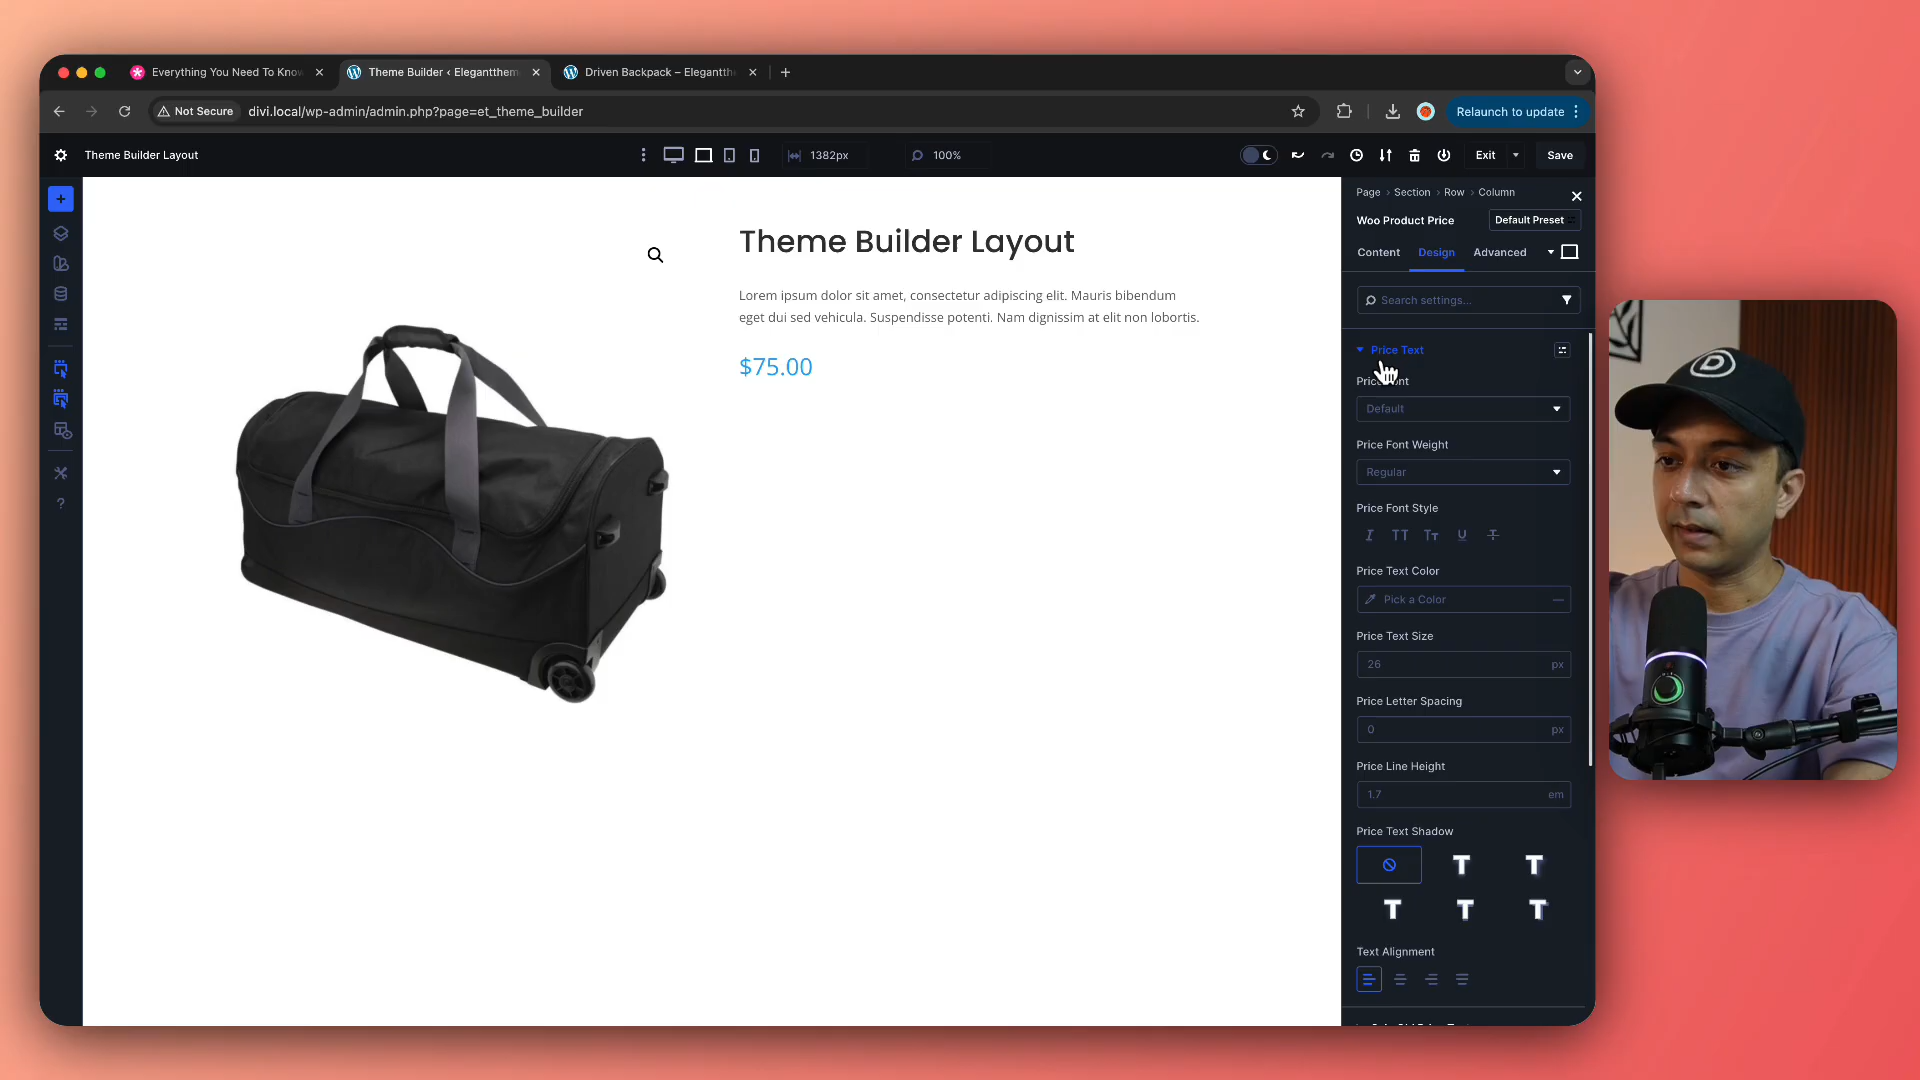 Everything You Need To Know
Theme Builder ‹ Elegantthem
Driven Backpack – Elegantth
Not Secure
divi.local/wp-admin/admin.php?page=et_theme_builder
Relaunch to update
Theme Builder Layout
1382px
100%
Exit
Save
Page › Section › Row › Column
Woo Product Price
Default Preset
Content
Design
Advanced
Search settings...
Theme Builder Layout
Lorem ipsum dolor sit amet, consectetur adipiscing elit. Mauris bibendum
eget dui sed vehicula. Suspendisse potenti. Nam dignissim at elit non lobortis.
$75.00
Price Text
Price Font
Default
Price Font Weight
Regular
Price Font Style
I TT Tт U S
Price Text Color
Pick a Color
Price Text Size
26 px
Price Letter Spacing
0 px
Price Line Height
1.7 em
Price Text Shadow
T T
T T T
Text Alignment
D